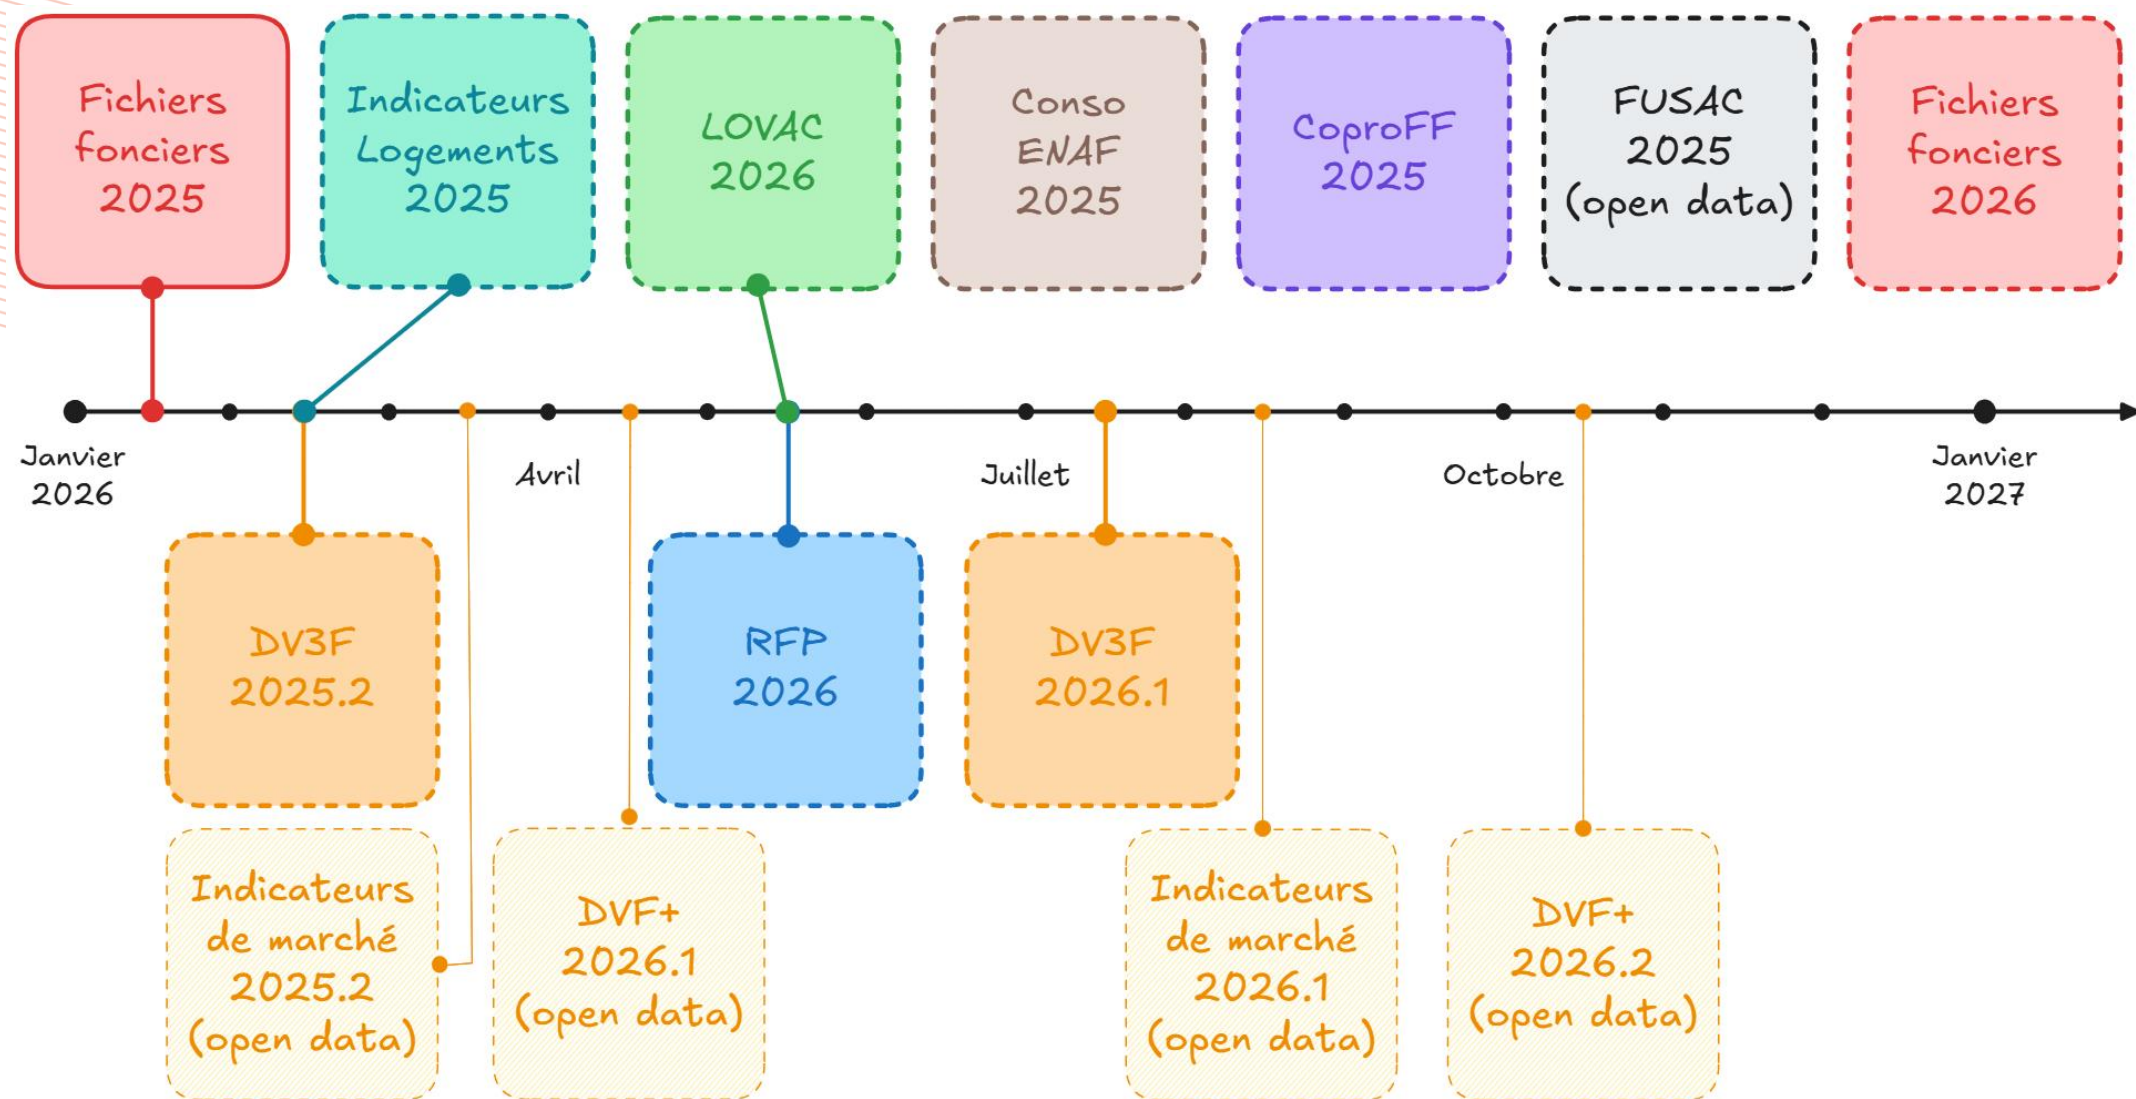 Fichiers
fonciers
2025
Indicateurs
Logements
2025
LOVAC
2026
Conso
ENAF
2025
CoproFF
2025
FUSAC
2025
(open data)
Fichiers
fonciers
2026
Janvier
2026
Avril
Juillet
Octobre
Janvier
2027
DV3F
2025.2
RFP
2026
DV3F
2026.1
Indicateurs
de marché
2025.2
(open data)
DVF+
2026.1
(open data)
Indicateurs
de marché
2026.1
(open data)
DVF+
2026.2
(open data)